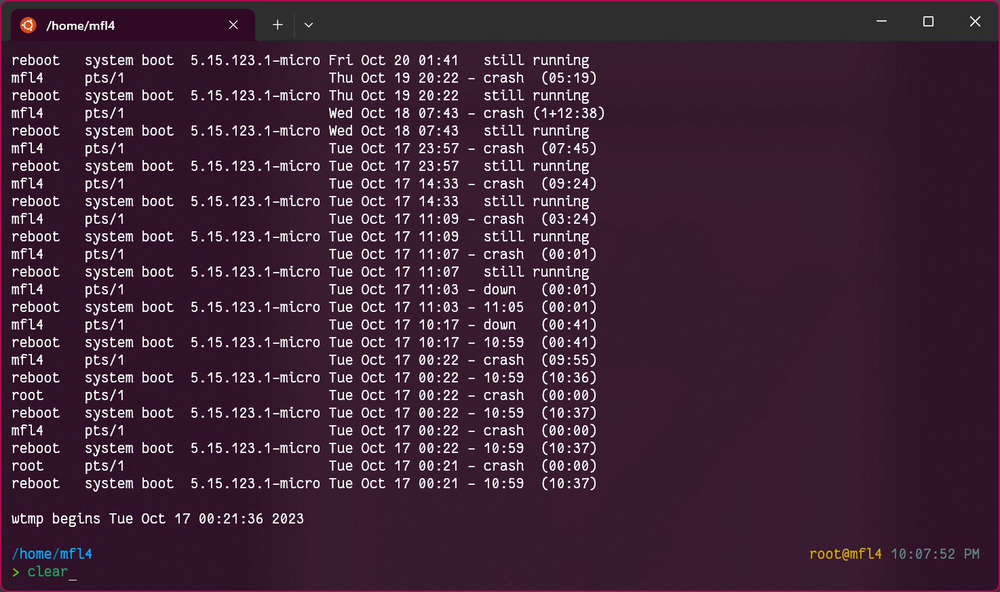 /home/mfl4
reboot   system boot  5.15.123.1-micro Fri Oct 20 01:41   still running
mfl4     pts/1                         Thu Oct 19 20:22 - crash  (05:19)
reboot   system boot  5.15.123.1-micro Thu Oct 19 20:22   still running
mfl4     pts/1                         Wed Oct 18 07:43 - crash (1+12:38)
reboot   system boot  5.15.123.1-micro Wed Oct 18 07:43   still running
mfl4     pts/1                         Tue Oct 17 23:57 - crash  (07:45)
reboot   system boot  5.15.123.1-micro Tue Oct 17 23:57   still running
mfl4     pts/1                         Tue Oct 17 14:33 - crash  (09:24)
reboot   system boot  5.15.123.1-micro Tue Oct 17 14:33   still running
mfl4     pts/1                         Tue Oct 17 11:09 - crash  (03:24)
reboot   system boot  5.15.123.1-micro Tue Oct 17 11:09   still running
mfl4     pts/1                         Tue Oct 17 11:07 - crash  (00:01)
reboot   system boot  5.15.123.1-micro Tue Oct 17 11:07   still running
mfl4     pts/1                         Tue Oct 17 11:03 - down   (00:01)
reboot   system boot  5.15.123.1-micro Tue Oct 17 11:03 - 11:05  (00:01)
mfl4     pts/1                         Tue Oct 17 10:17 - down   (00:41)
reboot   system boot  5.15.123.1-micro Tue Oct 17 10:17 - 10:59  (00:41)
mfl4     pts/1                         Tue Oct 17 00:22 - crash  (09:55)
reboot   system boot  5.15.123.1-micro Tue Oct 17 00:22 - 10:59  (10:36)
root     pts/1                         Tue Oct 17 00:22 - crash  (00:00)
reboot   system boot  5.15.123.1-micro Tue Oct 17 00:22 - 10:59  (10:37)
mfl4     pts/1                         Tue Oct 17 00:22 - crash  (00:00)
reboot   system boot  5.15.123.1-micro Tue Oct 17 00:22 - 10:59  (10:37)
root     pts/1                         Tue Oct 17 00:21 - crash  (00:00)
reboot   system boot  5.15.123.1-micro Tue Oct 17 00:21 - 10:59  (10:37)
wtmp begins Tue Oct 17 00:21:36 2023
/home/mfl4 root@mfl4 10:07:52 PM
> clear_